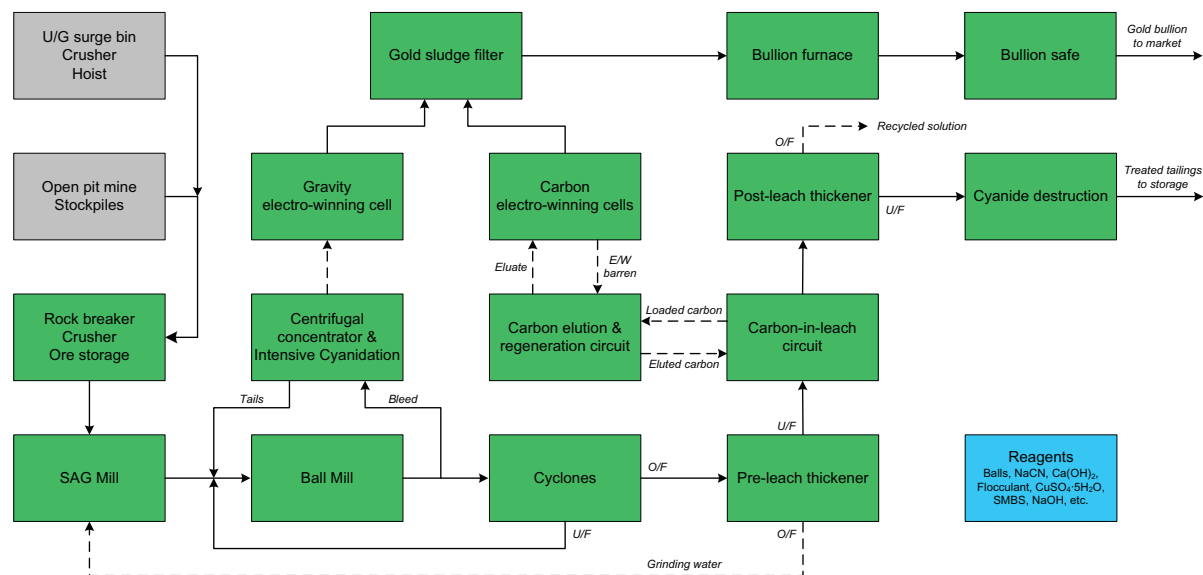 U/G surge bin
Crusher
Hoist
Gold sludge filter
Bullion furnace
Bullion safe
Gold bullion
to market
Recycled solution
O/F
Open pit mine
Stockpiles
Gravity
electro-winning cell
Carbon
electro-winning cells
Post-leach thickener
U/F
Cyanide destruction
Treated tailings
to storage
Eluate
E/W
barren
Rock breaker
Crusher
Ore storage
Centrifugal
concentrator &
Intensive Cyanidation
Carbon elution &
regeneration circuit
Loaded carbon
Eluted carbon
Carbon-in-leach
circuit
Tails
Bleed
U/F
SAG Mill
Ball Mill
Cyclones
O/F
Pre-leach thickener
Reagents
Balls, NaCN, Ca(OH)₂,
Flocculant, CuSO₄·5H₂O,
SMBS, NaOH, etc.
U/F
O/F
Grinding water